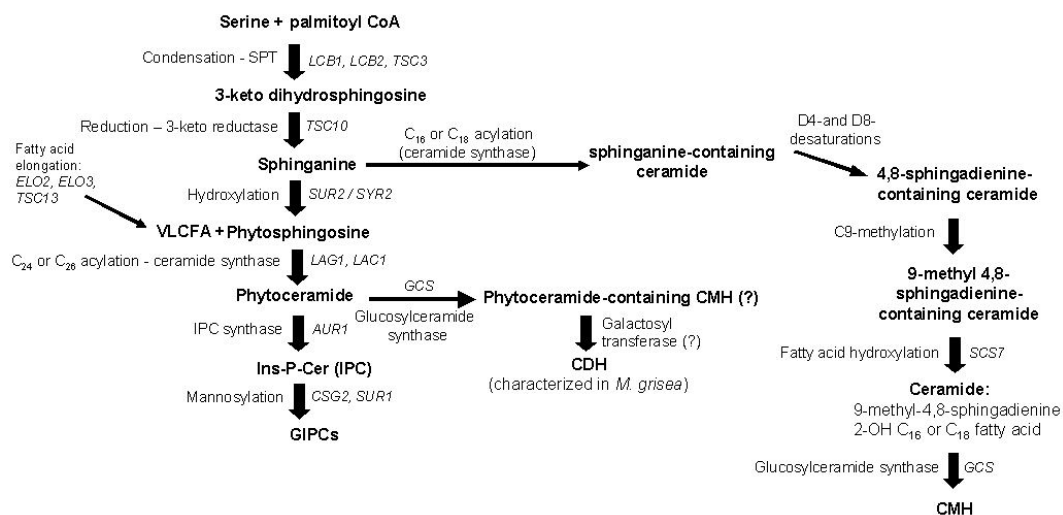 Serine + palmitoyl CoA
Condensation - SPT
LCB1, LCB2, TSC3
3-keto dihydrosphingosine
Reduction – 3-keto reductase
TSC10
Fatty acid
elongation:
ELO2, ELO3,
TSC13
Sphinganine
C16 or C18 acylation
(ceramide synthase)
sphinganine-containing
ceramide
D4-and D8-
desaturations
4,8-sphingadienine-
containing ceramide
Hydroxylation
SUR2 / SYR2
VLCFA + Phytosphingosine
C24 or C26 acylation - ceramide synthase
LAG1, LAC1
Phytoceramide
GCS
Glucosylceramide
synthase
Phytoceramide-containing CMH (?)
Galactosyl
transferase (?)
CDH
(characterized in M. grisea)
IPC synthase
AUR1
Ins-P-Cer (IPC)
Mannosylation
CSG2, SUR1
GIPCs
C9-methylation
9-methyl 4,8-
sphingadienine-
containing ceramide
Fatty acid hydroxylation
SCS7
Ceramide:
9-methyl-4,8-sphingadienine
2-OH C16 or C18 fatty acid
Glucosylceramide synthase
GCS
CMH